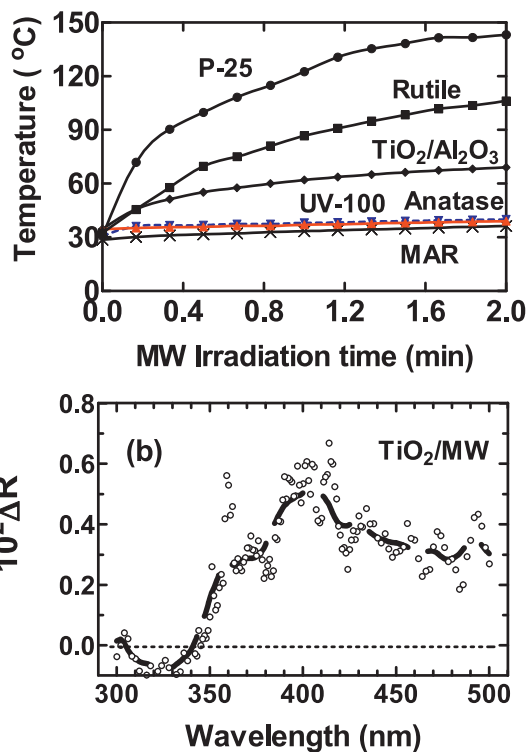 150
120
90
60
30
0
Temperature ( °C)
P-25
Rutile
TiO₂/Al₂O₃
UV-100 Anatase
MAR
0.0 0.4 0.8 1.2 1.6 2.0
MW Irradiation time (min)
0.8
0.6
0.4
0.2
0.0
10²ΔR
(b)
TiO₂/MW
300 350 400 450 500
Wavelength (nm)